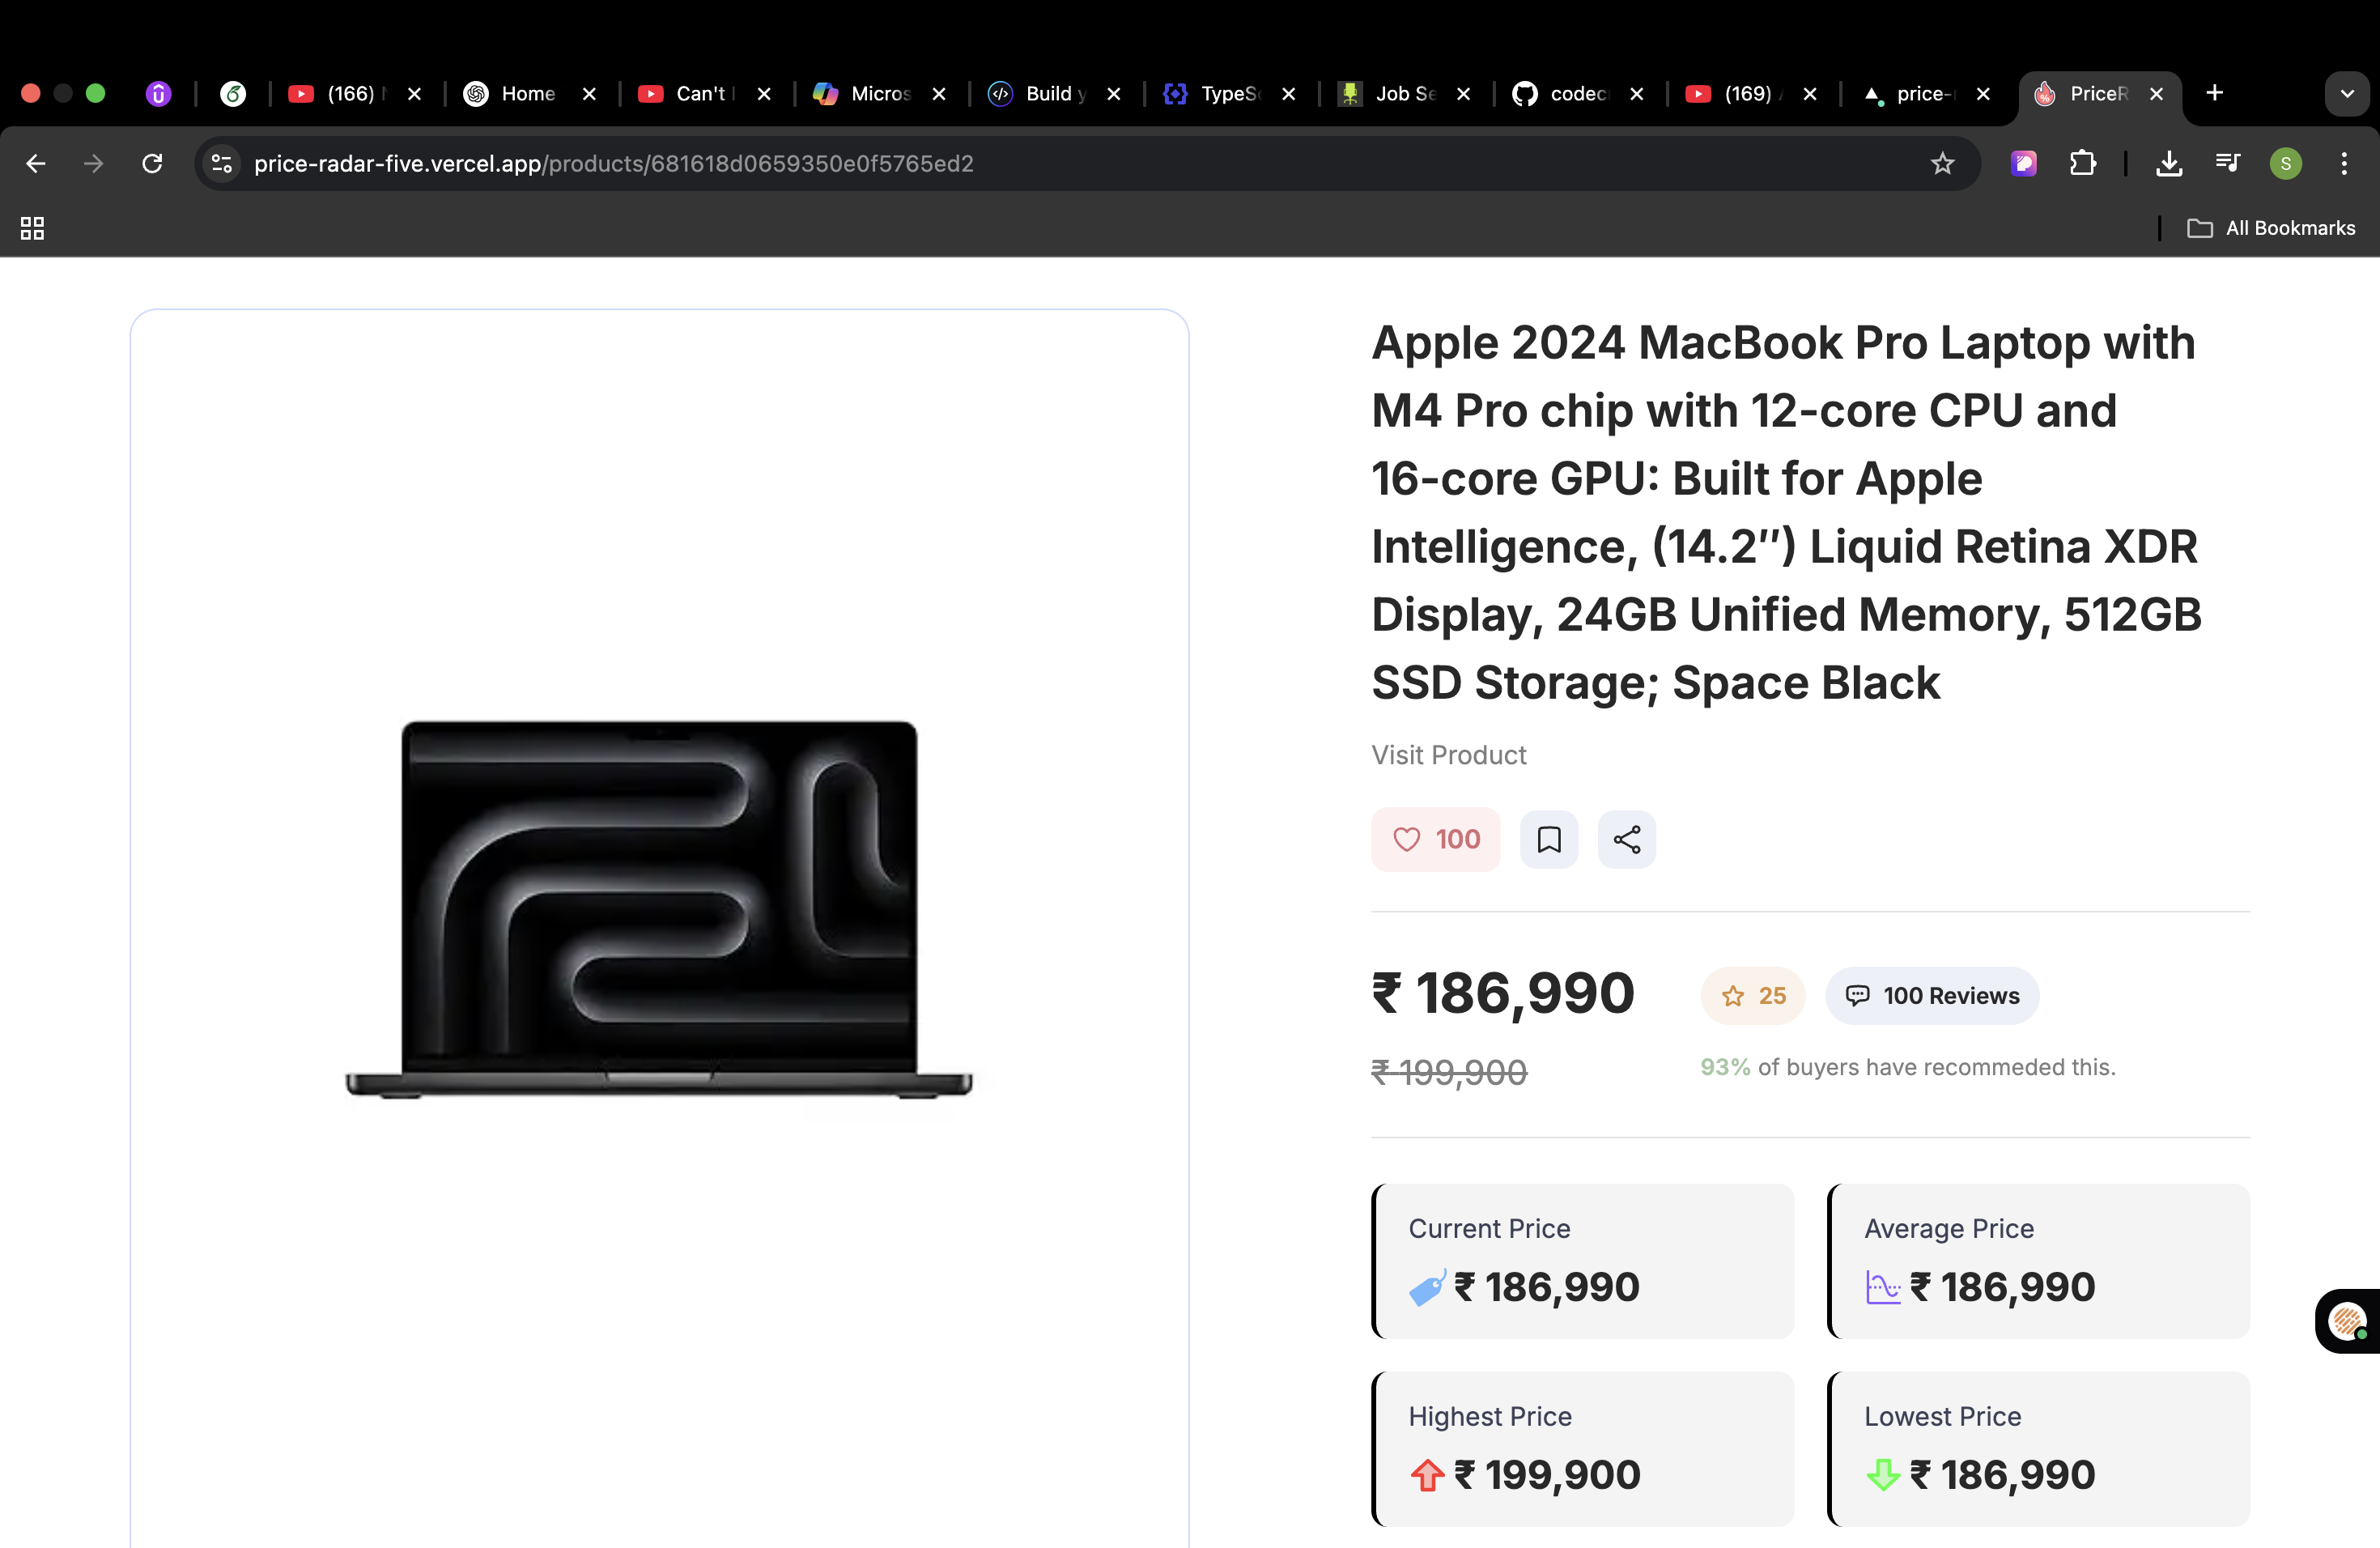 (166)
Home
Can't
Micros
Build y
TypeSc
Job Se
codec
(169)
price-
PriceR
price-radar-five.vercel.app/products/681618d0659350e0f5765ed2
S
All Bookmarks
Apple 2024 MacBook Pro Laptop with
M4 Pro chip with 12-core CPU and
16-core GPU: Built for Apple
Intelligence, (14.2″) Liquid Retina XDR
Display, 24GB Unified Memory, 512GB
SSD Storage; Space Black
Visit Product
100
₹ 186,990
25
100 Reviews
₹ 199,900
93% of buyers have recommeded this.
Current Price
₹ 186,990
Average Price
₹ 186,990
Highest Price
₹ 199,900
Lowest Price
₹ 186,990